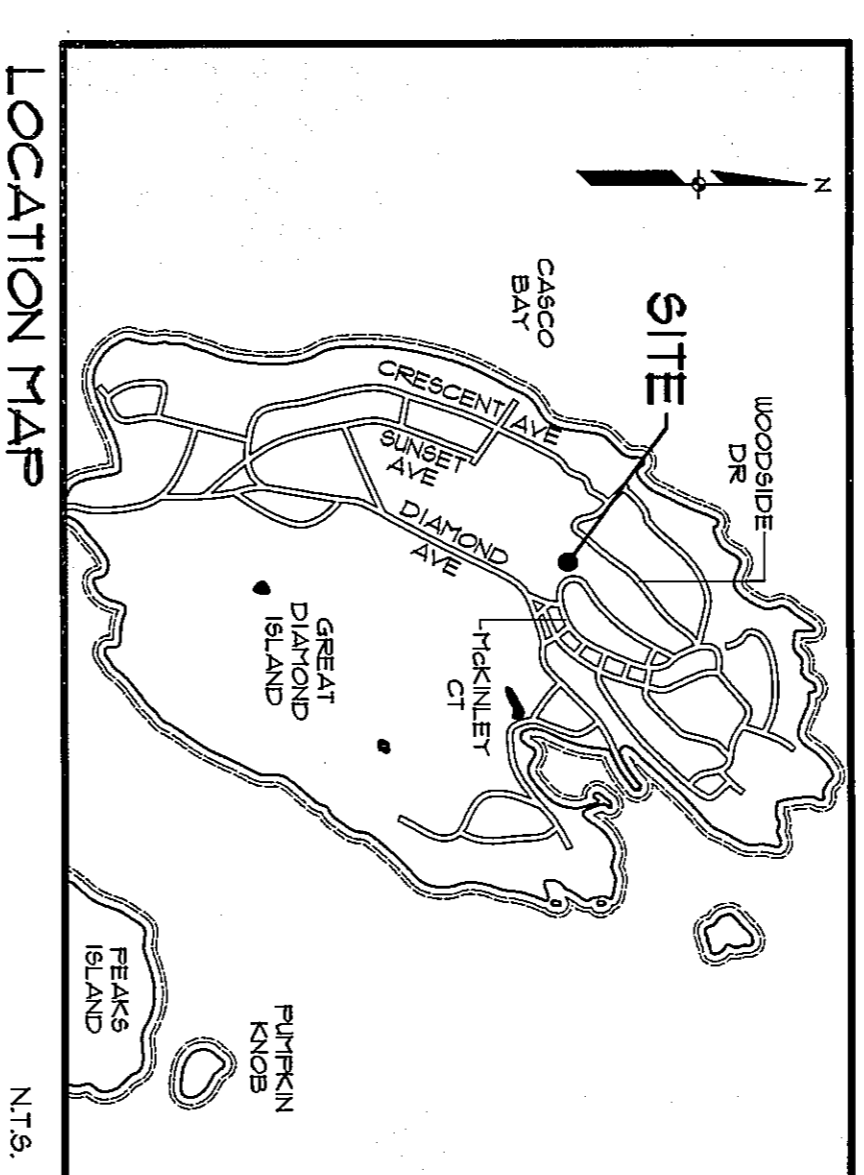 N
CASCO
BAY
SITE
WOODSIDE
DR
CRESCENT AVE
SUNSET
AVE
DIAMOND
AVE
McKINLEY
CT
GREAT
DIAMOND
ISLAND
PEAKS
ISLAND
PUMPKIN
KNOB
LOCATION MAP
N.T.S.